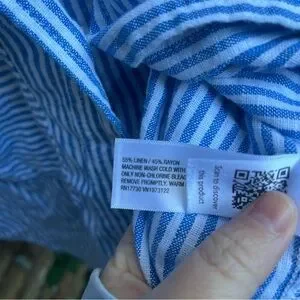 55% LINEN / 45% RAYON
MACHINE WASH COLD WITH
ONLY NON-CHLORINE BLEAC
REMOVE PROMPTLY. WARM
RN17730 VN1973122
Scan to discover
this product